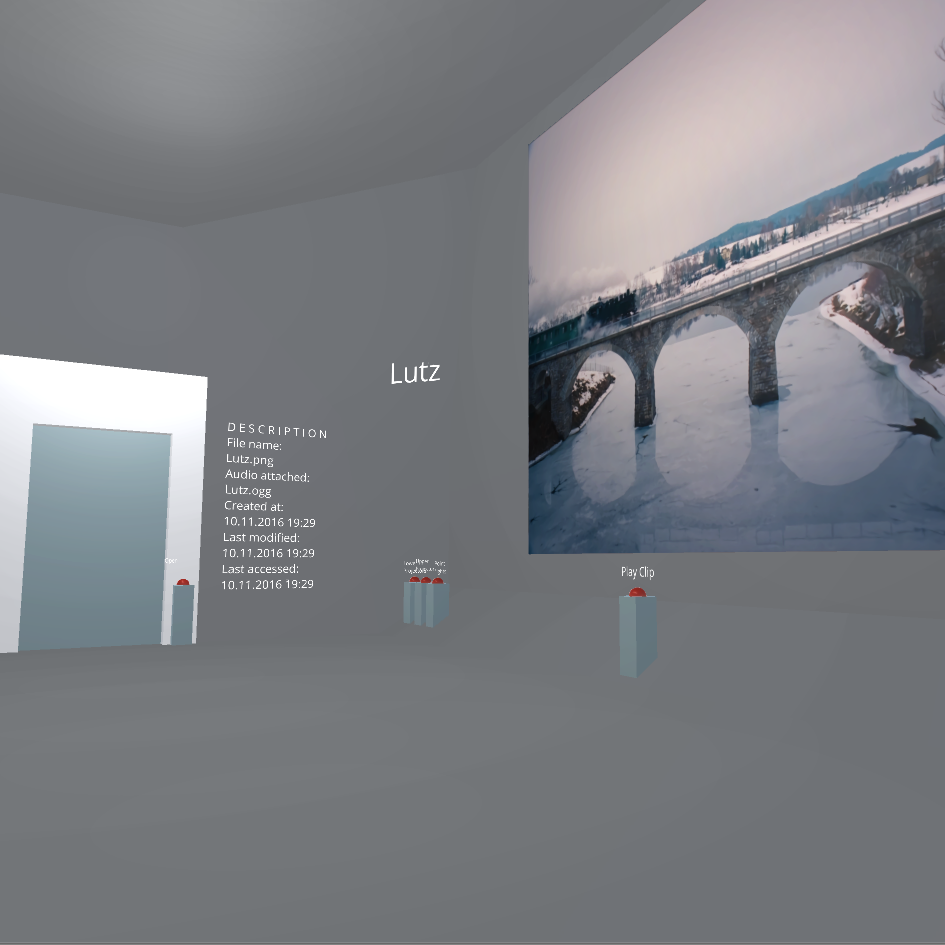 Lutz
DESCRIPTION
File name:
Lutz.png
Audio attached:
Lutz.ogg
Created at:
10.11.2016 19:29
Last modified:
10.11.2016 19:29
Last accessed:
10.11.2016 19:29
Open
Play Clip